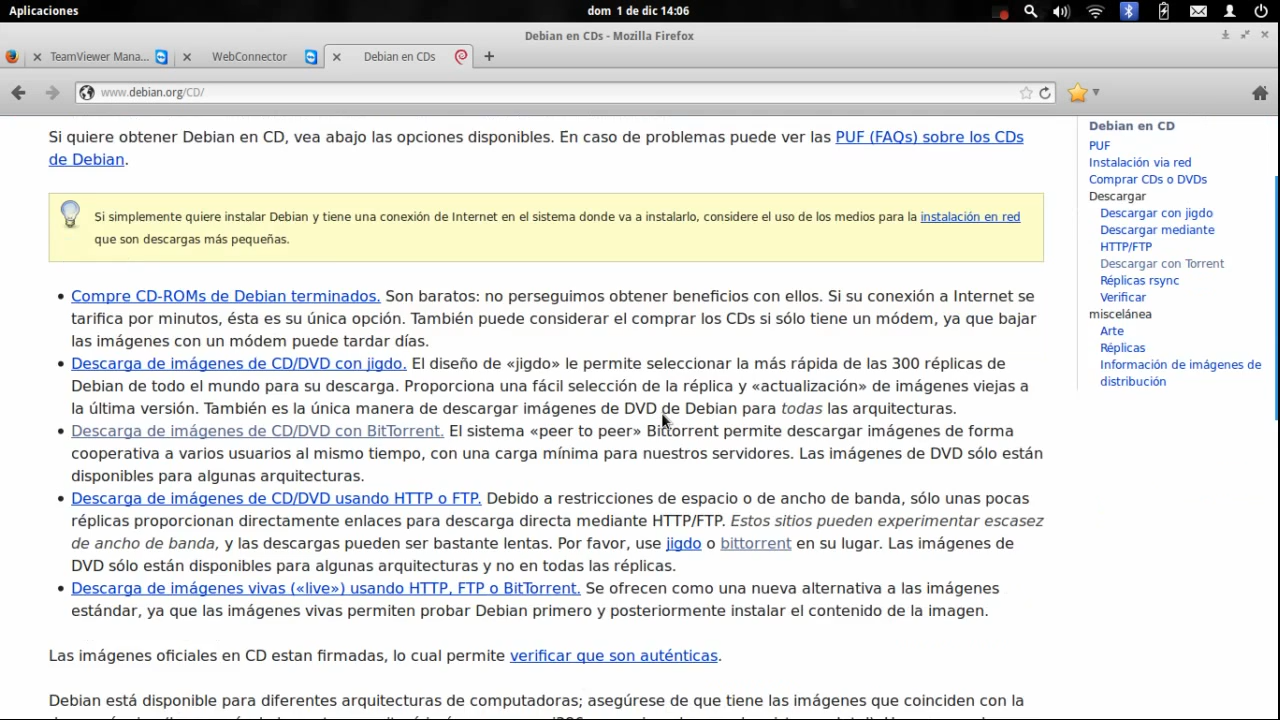 Aplicaciones
dom 1 de dic 14:06
Debian en CDs - Mozilla Firefox
TeamViewer Mana...
WebConnector
Debian en CDs
www.debian.org/CD/
Si quiere obtener Debian en CD, vea abajo las opciones disponibles. En caso de problemas puede ver las PUF (FAQs) sobre los CDs
de Debian.
Si simplemente quiere instalar Debian y tiene una conexión de Internet en el sistema donde va a instalarlo, considere el uso de los medios para la instalación en red
que son descargas más pequeñas.
• Compre CD-ROMs de Debian terminados. Son baratos: no perseguimos obtener beneficios con ellos. Si su conexión a Internet se
tarifica por minutos, ésta es su única opción. También puede considerar el comprar los CDs si sólo tiene un módem, ya que bajar
las imágenes con un módem puede tardar días.
• Descarga de imágenes de CD/DVD con jigdo. El diseño de «jigdo» le permite seleccionar la más rápida de las 300 réplicas de
Debian de todo el mundo para su descarga. Proporciona una fácil selección de la réplica y «actualización» de imágenes viejas a
la última versión. También es la única manera de descargar imágenes de DVD de Debian para todas las arquitecturas.
• Descarga de imágenes de CD/DVD con BitTorrent. El sistema «peer to peer» Bittorrent permite descargar imágenes de forma
cooperativa a varios usuarios al mismo tiempo, con una carga mínima para nuestros servidores. Las imágenes de DVD sólo están
disponibles para algunas arquitecturas.
• Descarga de imágenes de CD/DVD usando HTTP o FTP. Debido a restricciones de espacio o de ancho de banda, sólo unas pocas
réplicas proporcionan directamente enlaces para descarga directa mediante HTTP/FTP. Estos sitios pueden experimentar escasez
de ancho de banda, y las descargas pueden ser bastante lentas. Por favor, use jigdo o bittorrent en su lugar. Las imágenes de
DVD sólo están disponibles para algunas arquitecturas y no en todas las réplicas.
• Descarga de imágenes vivas («live») usando HTTP, FTP o BitTorrent. Se ofrecen como una nueva alternativa a las imágenes
estándar, ya que las imágenes vivas permiten probar Debian primero y posteriormente instalar el contenido de la imagen.
Las imágenes oficiales en CD estan firmadas, lo cual permite verificar que son auténticas.
Debian está disponible para diferentes arquitecturas de computadoras; asegúrese de que tiene las imágenes que coinciden con la
Debian en CD
PUF
Instalación via red
Comprar CDs o DVDs
Descargar
Descargar con jigdo
Descargar mediante
HTTP/FTP
Descargar con Torrent
Réplicas rsync
Verificar
miscelánea
Arte
Réplicas
Información de imágenes de
distribución